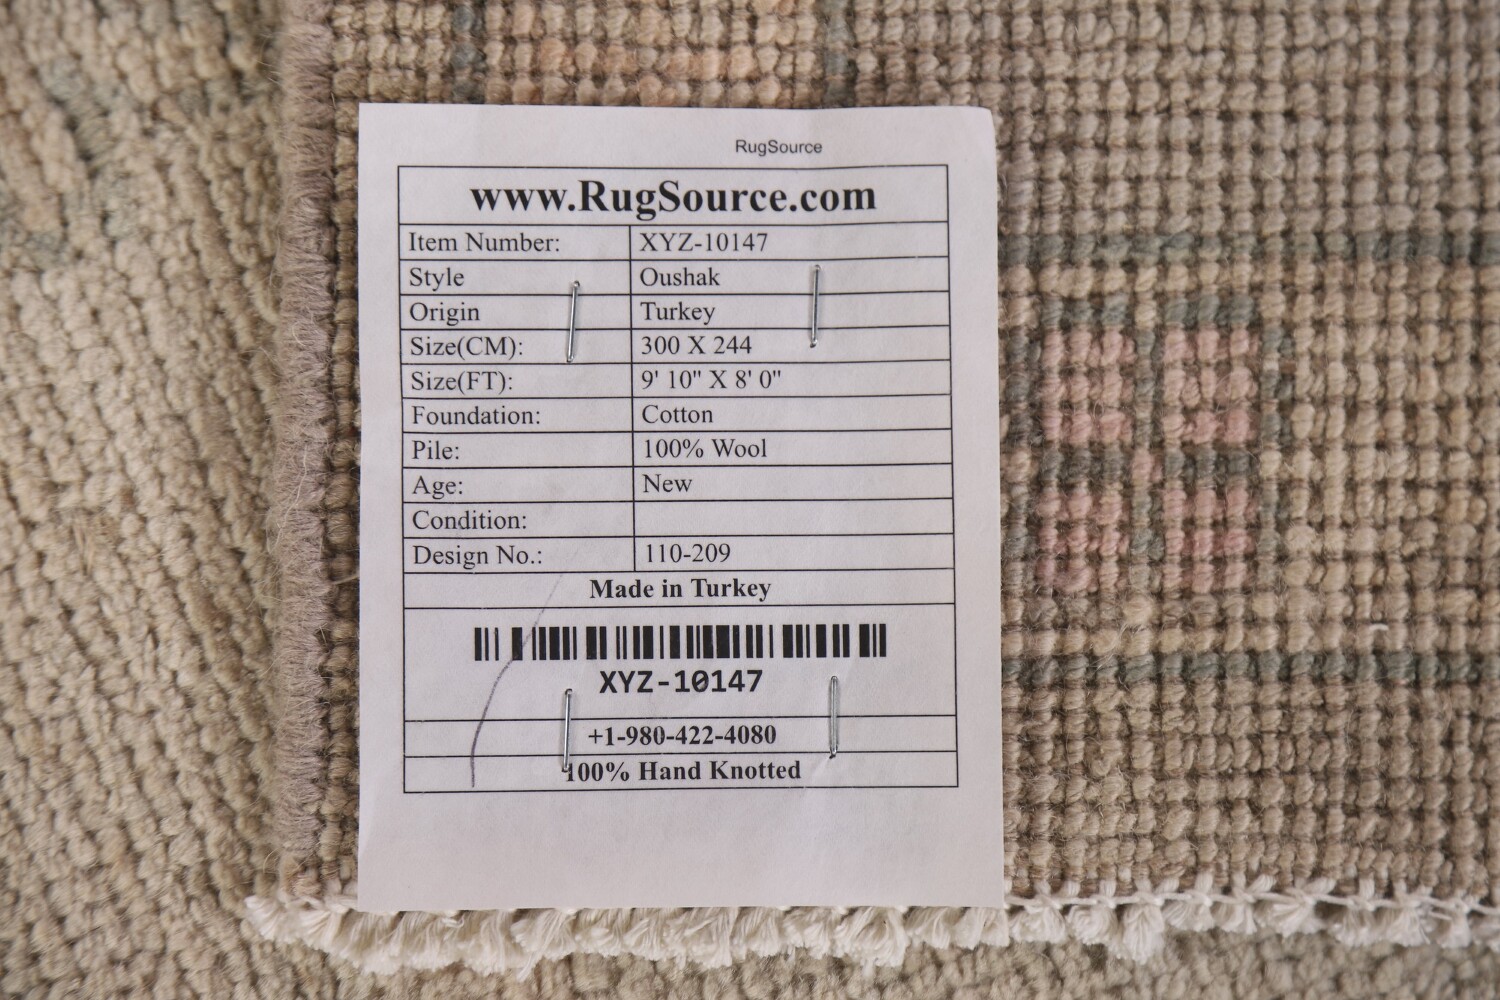 RugSource
www.RugSource.com
Item Number: XYZ-10147
Style Oushak
Origin Turkey
Size(CM): 300 X 244
Size(FT): 9' 10" X 8' 0"
Foundation: Cotton
Pile: 100% Wool
Age: New
Condition:
Design No.: 110-209
Made in Turkey
XYZ-10147
+1-980-422-4080
100% Hand Knotted